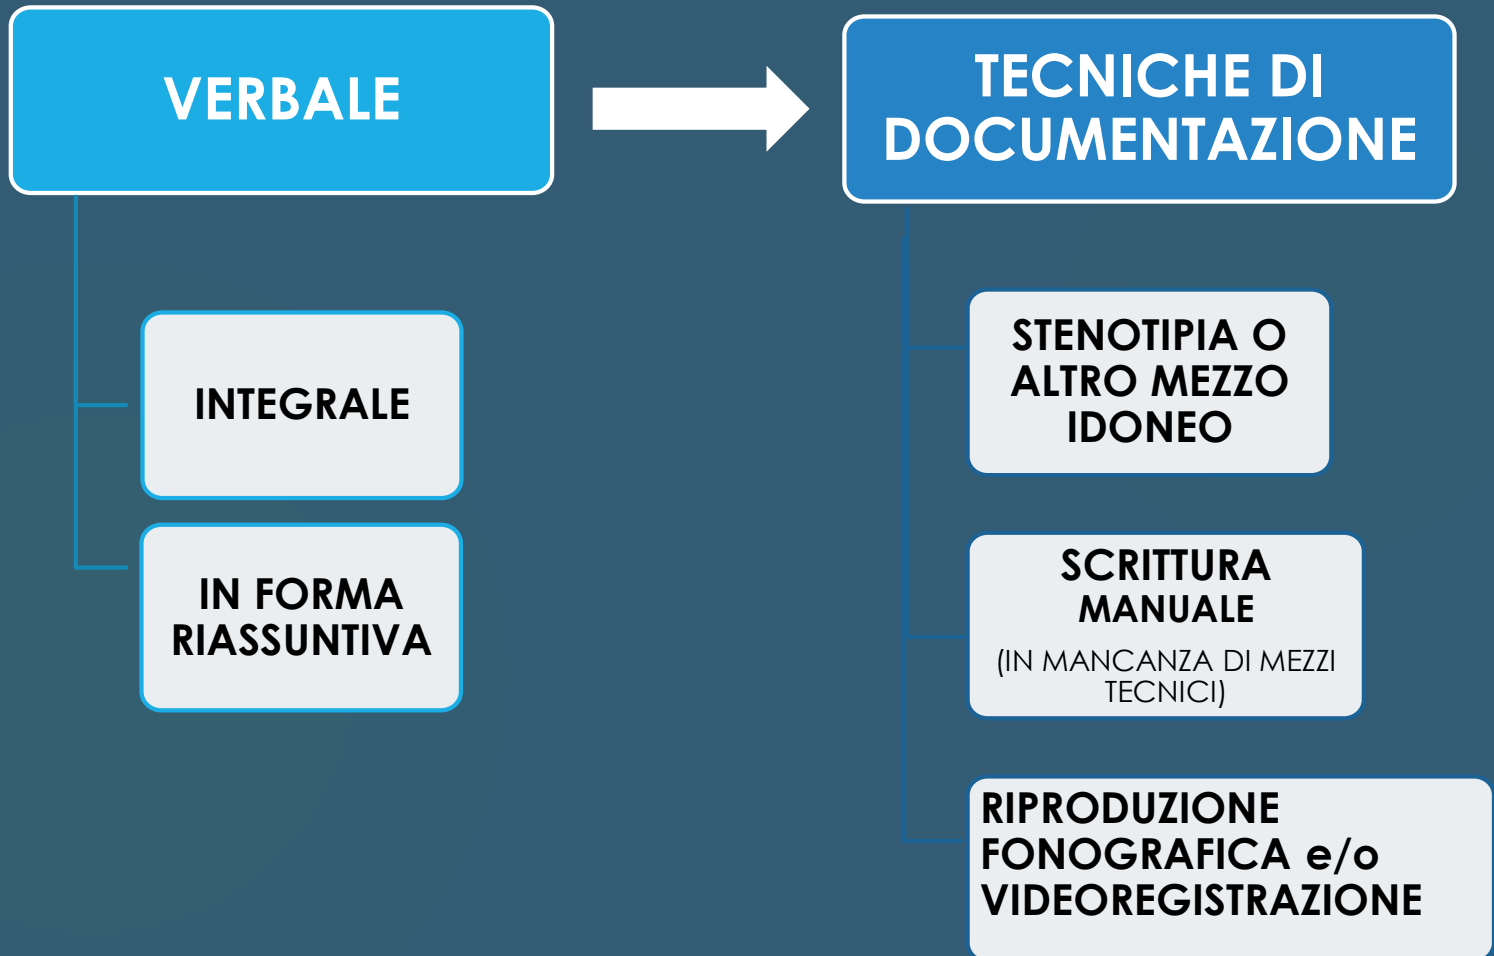 VERBALE
TECNICHE DI
DOCUMENTAZIONE
INTEGRALE
IN FORMA
RIASSUNTIVA
STENOTIPIA O
ALTRO MEZZO
IDONEO
SCRITTURA
MANUALE
(IN MANCANZA DI MEZZI
TECNICI)
RIPRODUZIONE
FONOGRAFICA e/o
VIDEOREGISTRAZIONE